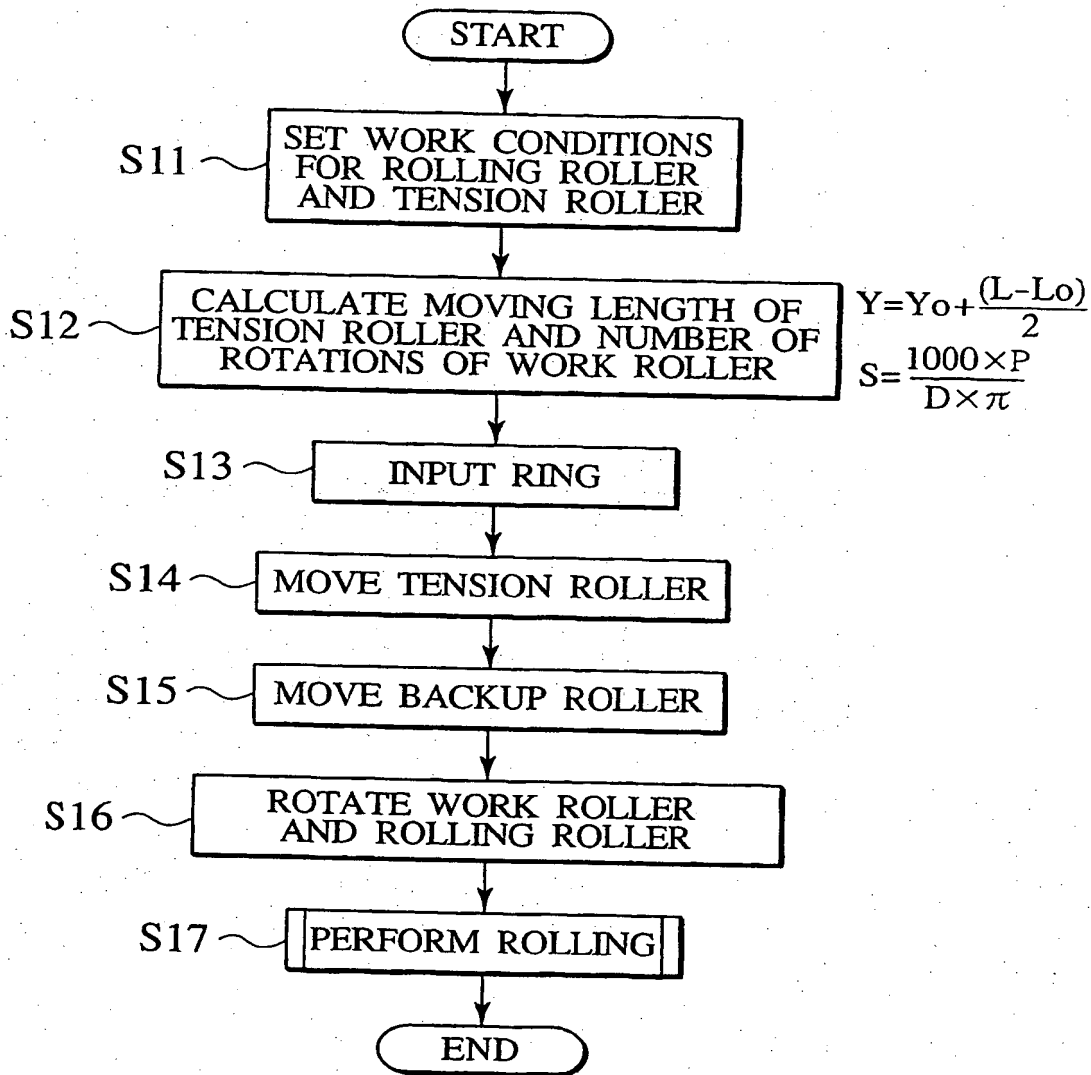 START
S11
SET WORK CONDITIONS
FOR ROLLING ROLLER
AND TENSION ROLLER
S12
CALCULATE MOVING LENGTH OF
TENSION ROLLER AND NUMBER OF
ROTATIONS OF WORK ROLLER
Y=Yo+(L-Lo)/2
S=1000×P/D×π
S13
INPUT RING
S14
MOVE TENSION ROLLER
S15
MOVE BACKUP ROLLER
S16
ROTATE WORK ROLLER
AND ROLLING ROLLER
S17
PERFORM ROLLING
END